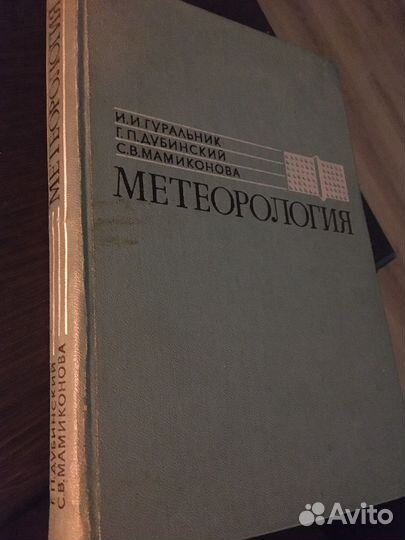 И.И.ГУРАЛЬНИК
Г.П.ДУБИНСКИЙ
С.В.МАМИКОНОВА
МЕТЕОРОЛОГИЯ
МЕТЕОРОЛОГИЯ
Г.П.ДУБИНСКИЙ
С.В.МАМИКОНОВА
Avito